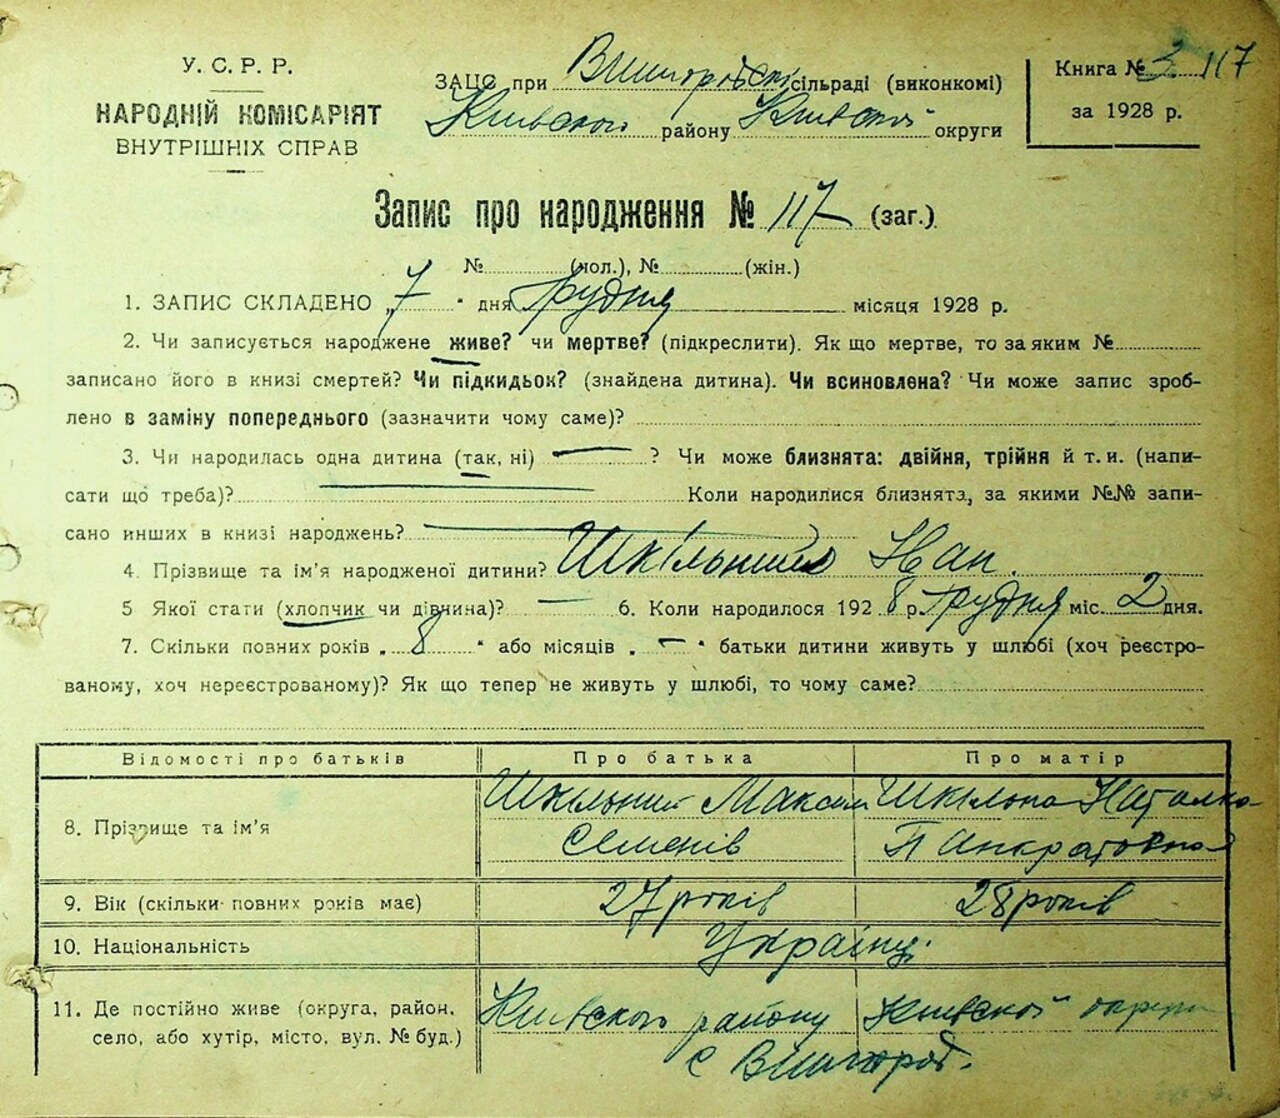 У. С. Р. Р.
НАРОДНІЙ КОМІСАРІЯТ
ВНУТРІШНІХ СПРАВ
ЗАЦС при Вишгородскі сільраді (виконкомі)
Київского району Київской округи
Книга № 3 117
за 1928 р.
Запис про народження № 117 (заг.)
№ (чол.), № (жін.)
1. ЗАПИС СКЛАДЕНО „7" дня Грудня місяця 1928 р.
2. Чи записується народжене живе? чи мертве? (підкреслити). Як що мертве, то за яким №
записано його в книзі смертей? Чи підкидьок? (знайдена дитина). Чи всиновлена? Чи може запис зроб-
лено в заміну попереднього (зазначити чому саме)?
3. Чи народилась одна дитина (так, ні) ? Чи може близнята: двійня, трійня й т. и. (напи-
сати що треба)? Коли народилися близнята, за якими №№ запи-
сано инших в книзі народжень?
4. Прізвище та ім'я народженої дитини? Шкільний
5 Якої стати (хлопчик чи дівчина)? — 6. Коли народилося 1928 р. Грудня міс. 2 дня.
7. Скільки повних років „8" або місяців „—" батьки дитини живуть у шлюбі (хоч реєстро-
ваному, хоч нереєстрованому)? Як що тепер не живуть у шлюбі, то чому саме?
Відомості про батьків Про батька Про матір
8. Прізвище та ім'я Шкільний Максим Шкільна Наталка
Семенів Панкратовна
9. Вік (скільки повних років має) 27 років 28 років
10. Національність Українці
11. Де постійно живе (округа, район, Київского району Київской округи
село, або хутір, місто, вул. № буд.) с Вишгород.